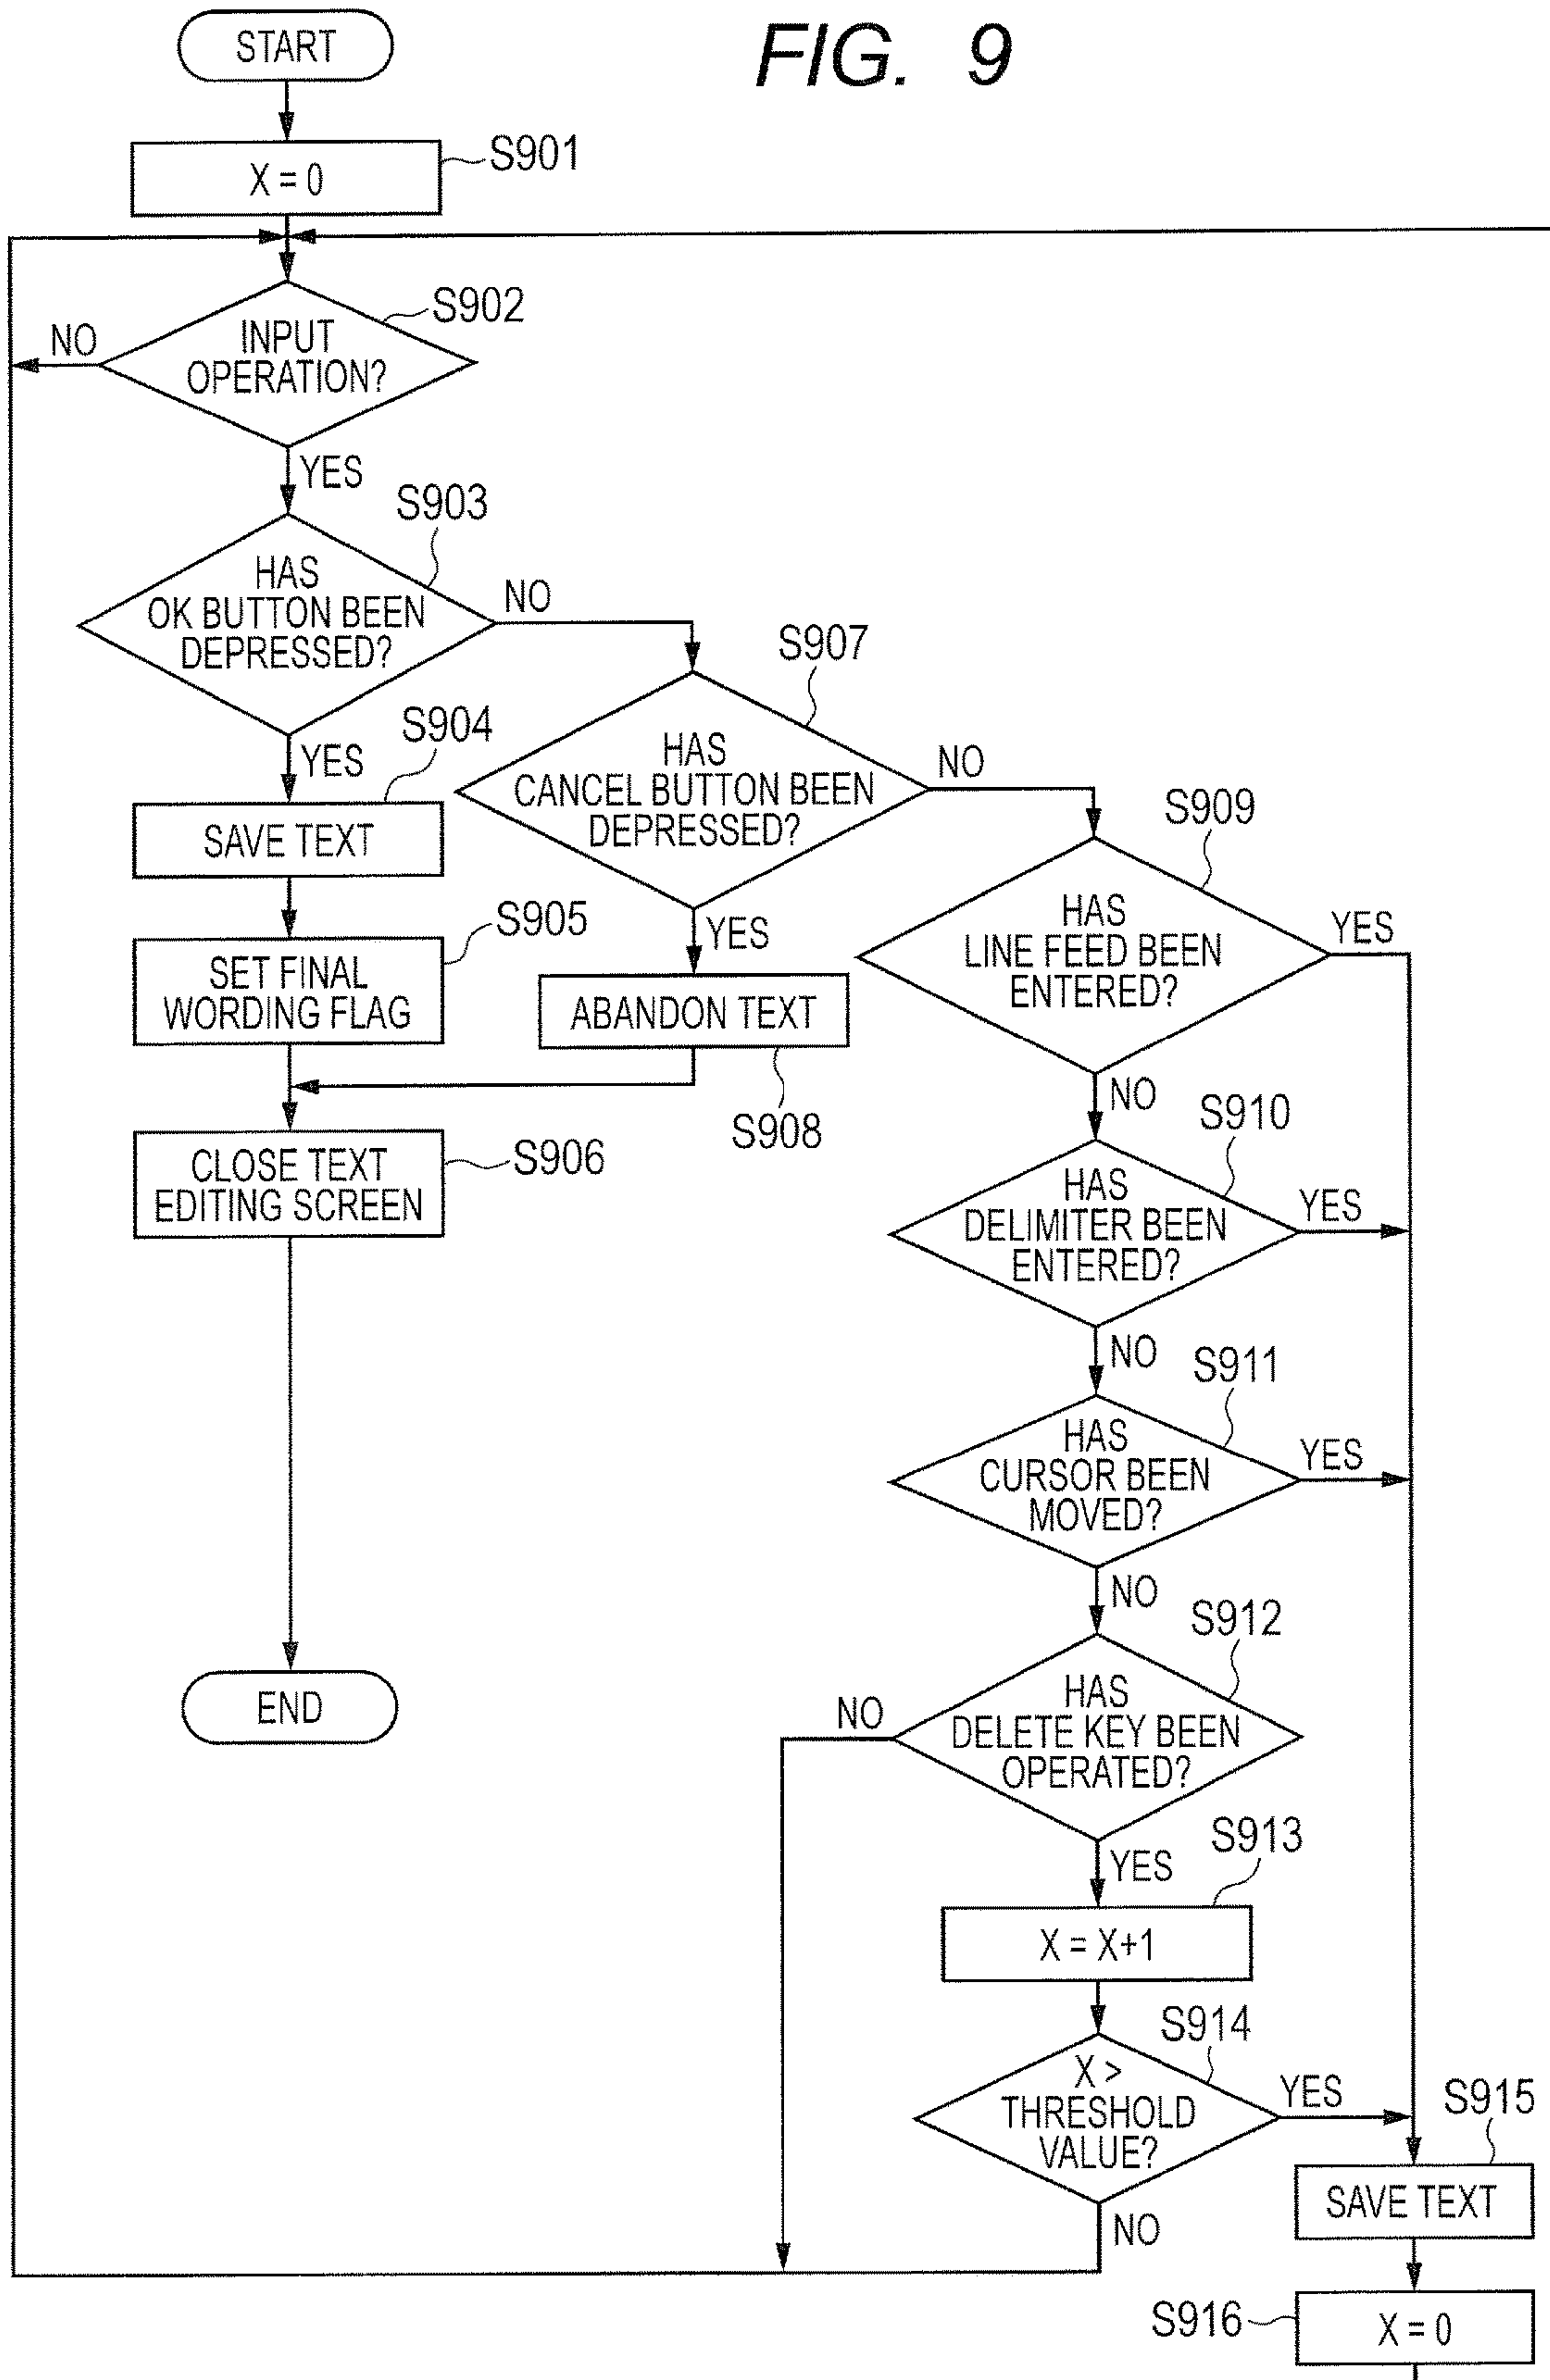 FIG. 9
START
X = 0
S901
INPUT
OPERATION?
S902
NO
YES
HAS
OK BUTTON BEEN
DEPRESSED?
S903
NO
YES
SAVE TEXT
S904
SET FINAL
WORDING FLAG
S905
CLOSE TEXT
EDITING SCREEN
S906
END
HAS
CANCEL BUTTON BEEN
DEPRESSED?
S907
NO
YES
ABANDON TEXT
S908
HAS
LINE FEED BEEN
ENTERED?
S909
YES
NO
HAS
DELIMITER BEEN
ENTERED?
S910
YES
NO
HAS
CURSOR BEEN
MOVED?
S911
YES
NO
HAS
DELETE KEY BEEN
OPERATED?
S912
NO
YES
X = X+1
S913
X >
THRESHOLD
VALUE?
S914
YES
NO
SAVE TEXT
S915
X = 0
S916